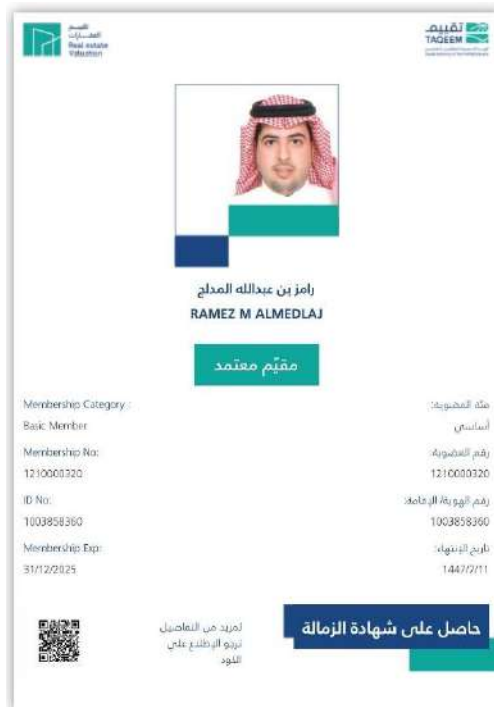 تقييم
العقارات
Real estate
Valuation
تقييم
TAQEEM
رامز بن عبدالله المدلج
RAMEZ M ALMEDLAJ
مقيّم معتمد
Membership Category :
فئة العضوية:
Basic Member
أساسي
Membership No:
رقم العضوية:
1210000320
1210000320
ID No:
رقم الهوية/ الإقامة:
1003858360
1003858360
Membership Exp:
تاريخ الإنتهاء:
31/12/2025
1447/7/11
حاصل على شهادة الزمالة
لمزيد من التفاصيل
نرجو الإطلاع على
الكود